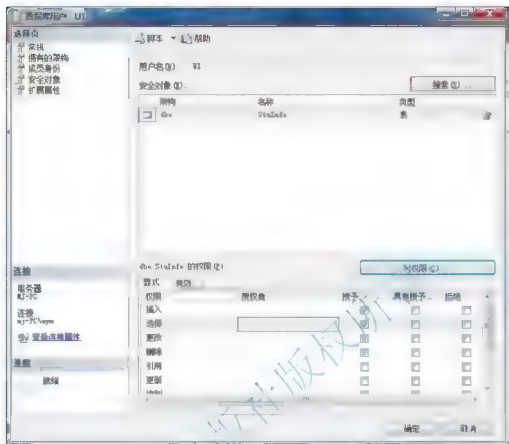 数据库用户 U1
选择页
常规
拥有的架构
成员身份
安全对象
扩展属性
脚本 帮助
用户名(N) U1
安全对象(E)
搜索(S)...
架构 名称 类型
dbo StuInfo 表
dbo StuInfo 的权限(P)
列权限(C)
显式 有效
权限 授权者 授予 具有授予... 拒绝
插入
选择
更改
删除
引用
更新
连接
服务器
MJ-PC
连接
查看连接属性
进度
就绪
确定 取消